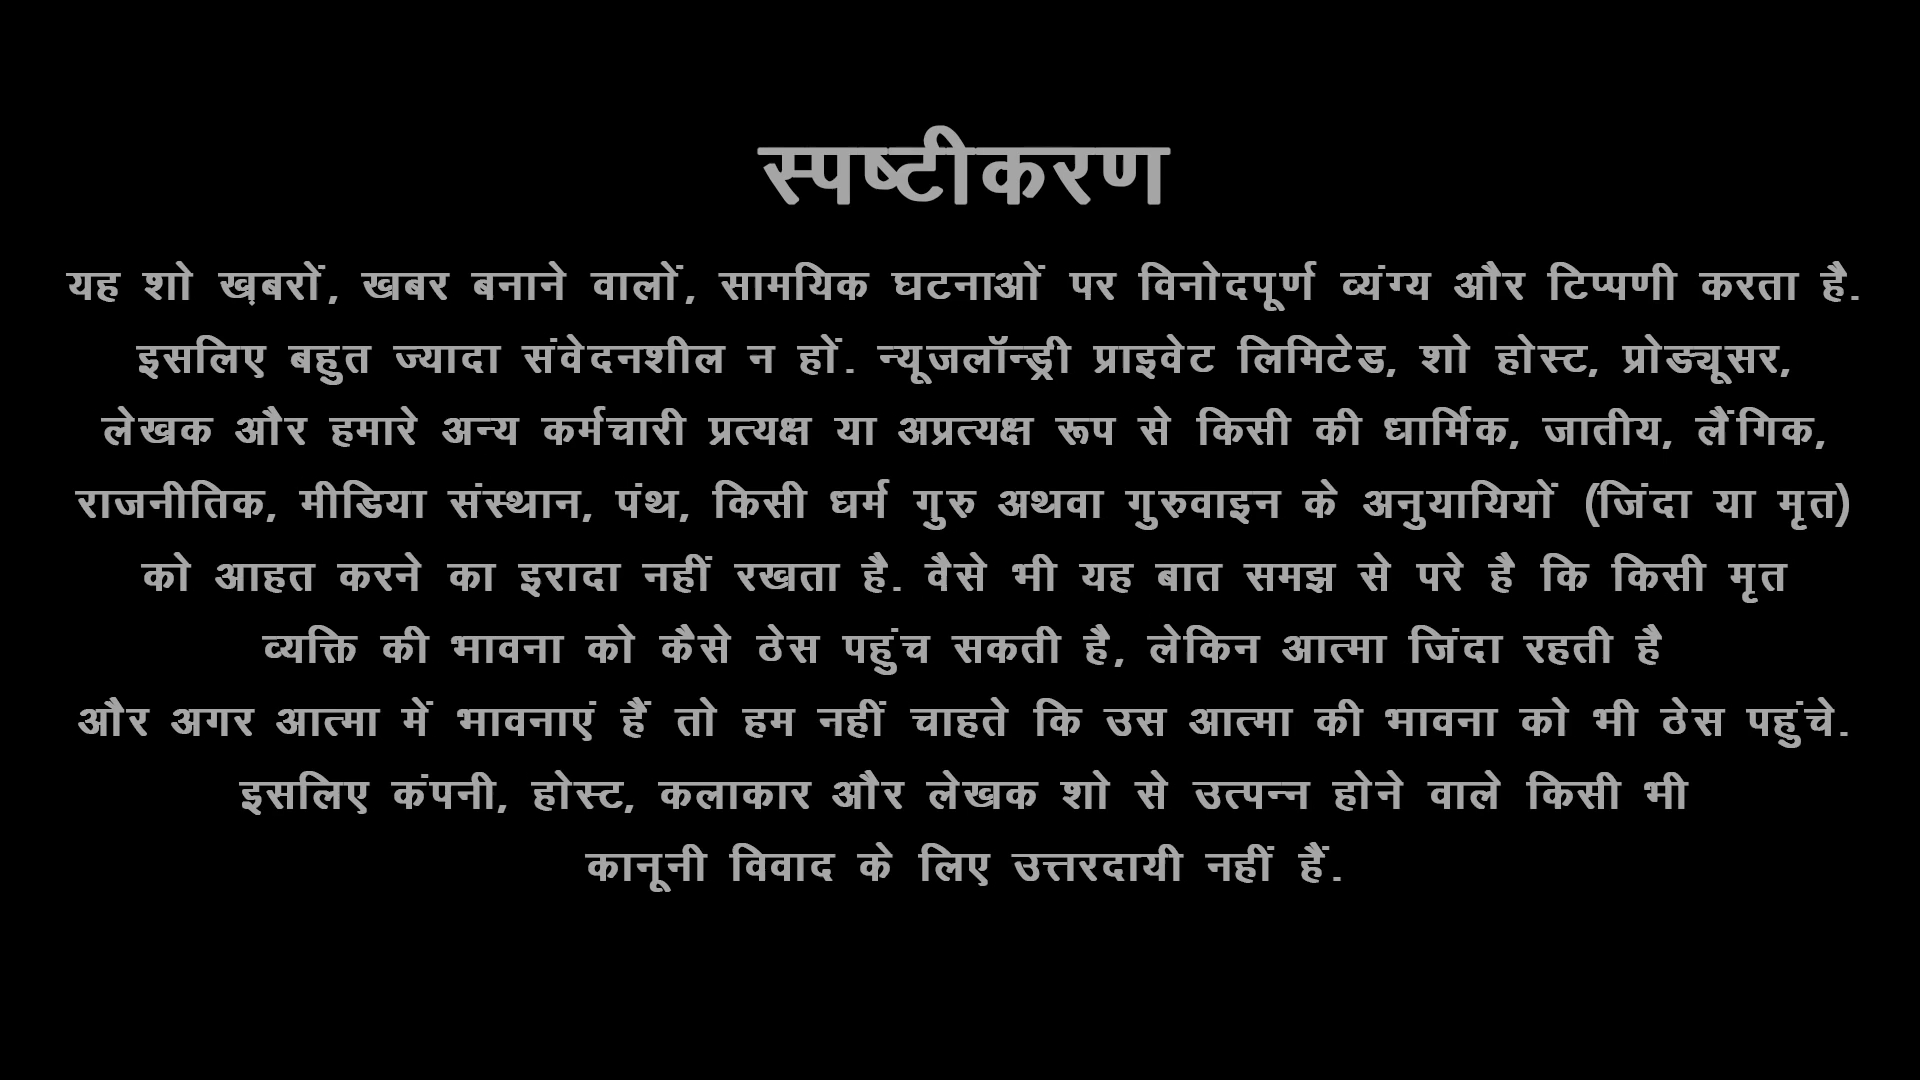 स्पष्टीकरण
यह शो ख़बरों, खबर बनाने वालों, सामयिक घटनाओं पर विनोदपूर्ण व्यंग्य और टिप्पणी करता है.
इसलिए बहुत ज्यादा संवेदनशील न हों. न्यूजलॉन्ड्री प्राइवेट लिमिटेड, शो होस्ट, प्रोड्यूसर,
लेखक और हमारे अन्य कर्मचारी प्रत्यक्ष या अप्रत्यक्ष रूप से किसी की धार्मिक, जातीय, लैंगिक,
राजनीतिक, मीडिया संस्थान, पंथ, किसी धर्म गुरु अथवा गुरुवाइन के अनुयायियों (जिंदा या मृत)
को आहत करने का इरादा नहीं रखता है. वैसे भी यह बात समझ से परे है कि किसी मृत
व्यक्ति की भावना को कैसे ठेस पहुंच सकती है, लेकिन आत्मा जिंदा रहती है
और अगर आत्मा में भावनाएं हैं तो हम नहीं चाहते कि उस आत्मा की भावना को भी ठेस पहुंचे.
इसलिए कंपनी, होस्ट, कलाकार और लेखक शो से उत्पन्न होने वाले किसी भी
कानूनी विवाद के लिए उत्तरदायी नहीं हैं.